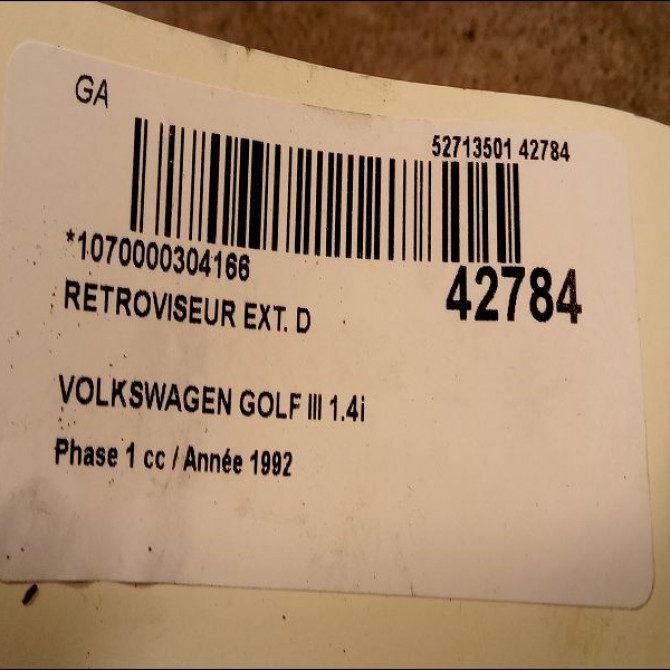 GA
52713501 42784
*1070000304166
42784
RETROVISEUR EXT. D
VOLKSWAGEN GOLF III 1.4i
Phase 1 cc / Année 1992